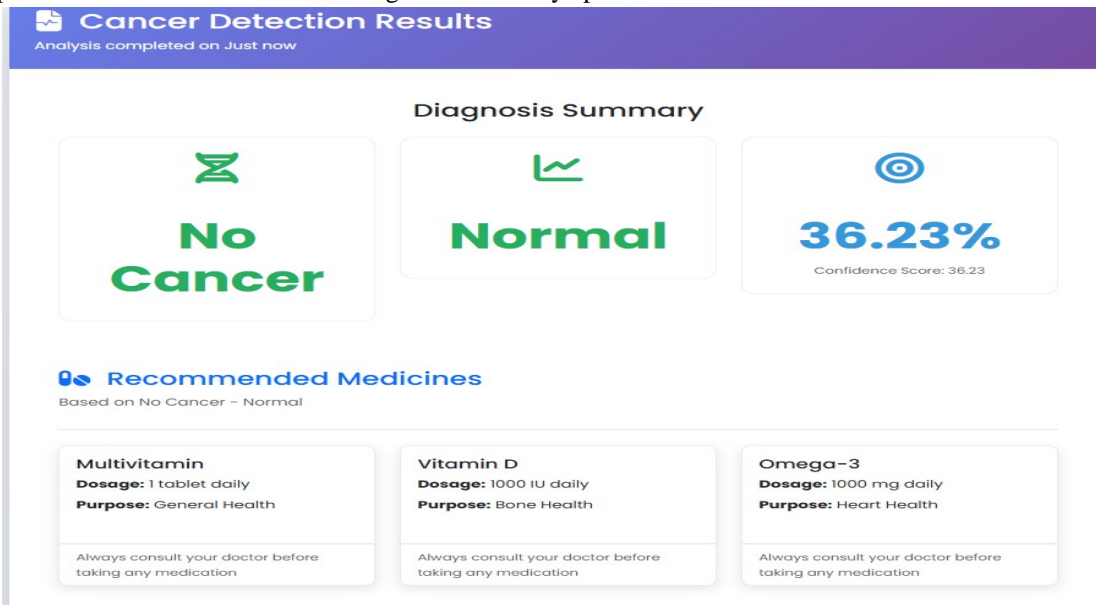 Cancer Detection Results
Analysis completed on Just now
Diagnosis Summary
No
Cancer
Normal
36.23%
Confidence Score: 36.23
Recommended Medicines
Based on No Cancer - Normal
Multivitamin
Dosage: 1 tablet daily
Purpose: General Health
Always consult your doctor before
taking any medication
Vitamin D
Dosage: 1000 IU daily
Purpose: Bone Health
Always consult your doctor before
taking any medication
Omega-3
Dosage: 1000 mg daily
Purpose: Heart Health
Always consult your doctor before
taking any medication